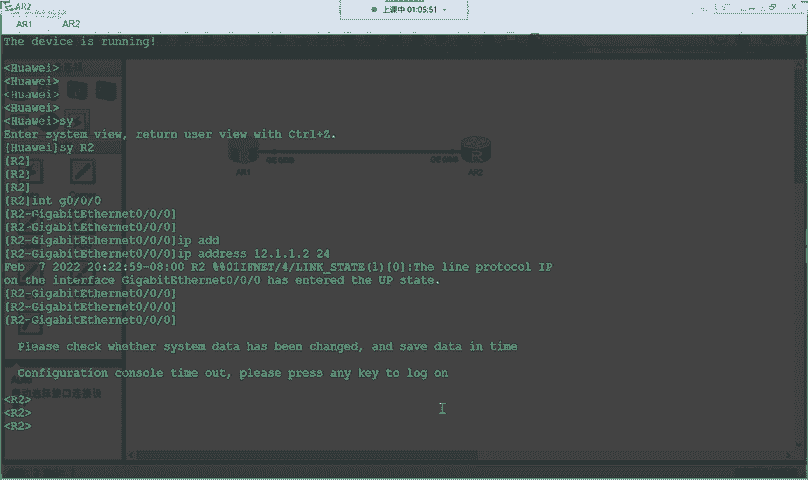 AR2
上课中 01:05:51
AR1 AR2
The device is running!
<Huawei>
<Huawei>
<Huawei>
<Huawei>
<Huawei>sy
Enter system view, return user view with Ctrl+Z.
[Huawei]sy R2
[R2]
[R2]
[R2]
[R2]int g0/0/0
[R2-GigabitEthernet0/0/0]
[R2-GigabitEthernet0/0/0]
[R2-GigabitEthernet0/0/0]ip add
[R2-GigabitEthernet0/0/0]ip address 12.1.1.2 24
Feb  7 2022 20:22:59-08:00 R2 %%01IFNET/4/LINK_STATE(l)[0]:The line protocol IP
on the interface GigabitEthernet0/0/0 has entered the UP state.
[R2-GigabitEthernet0/0/0]
[R2-GigabitEthernet0/0/0]
[R2-GigabitEthernet0/0/0]
Please check whether system data has been changed, and save data in time
Configuration console time out, please press any key to log on
<R2>
<R2>
<R2>
AR1
AR2